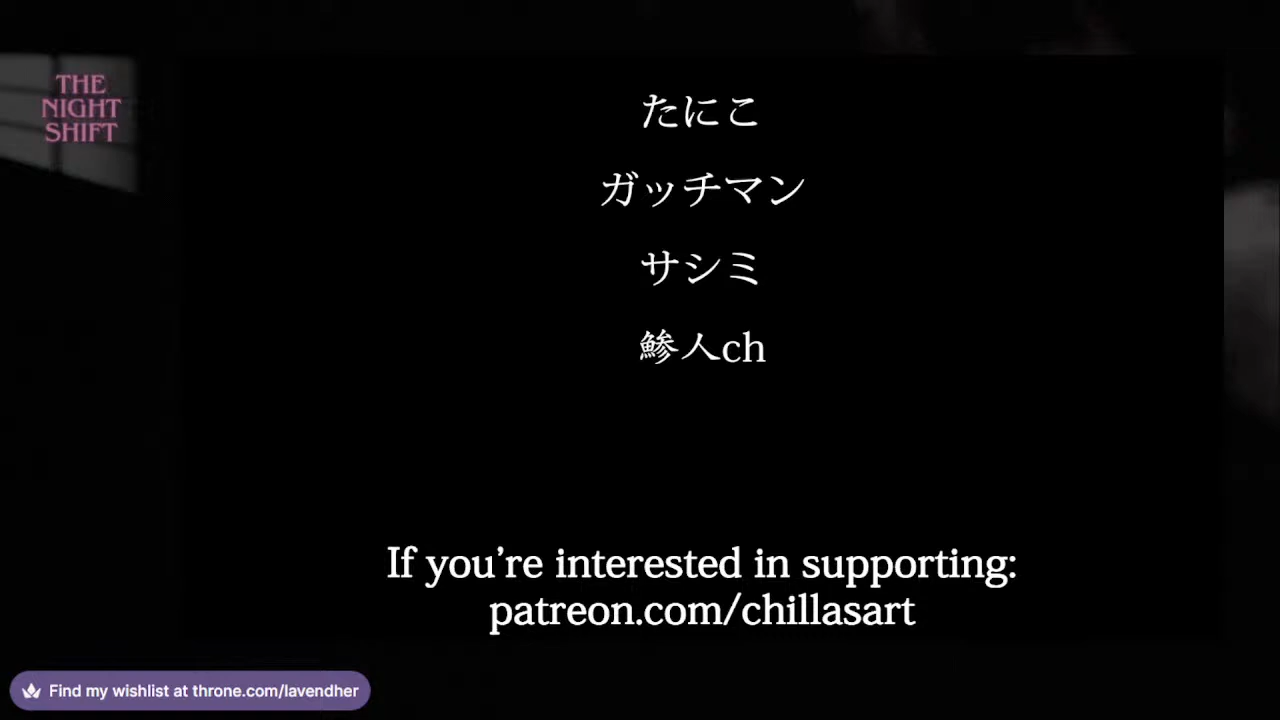 THE
NIGHT
SHIFT
たにこ
ガッチマン
サシミ
鯵人ch
If you’re interested in supporting:
patreon.com/chillasart
Find my wishlist at throne.com/lavendher